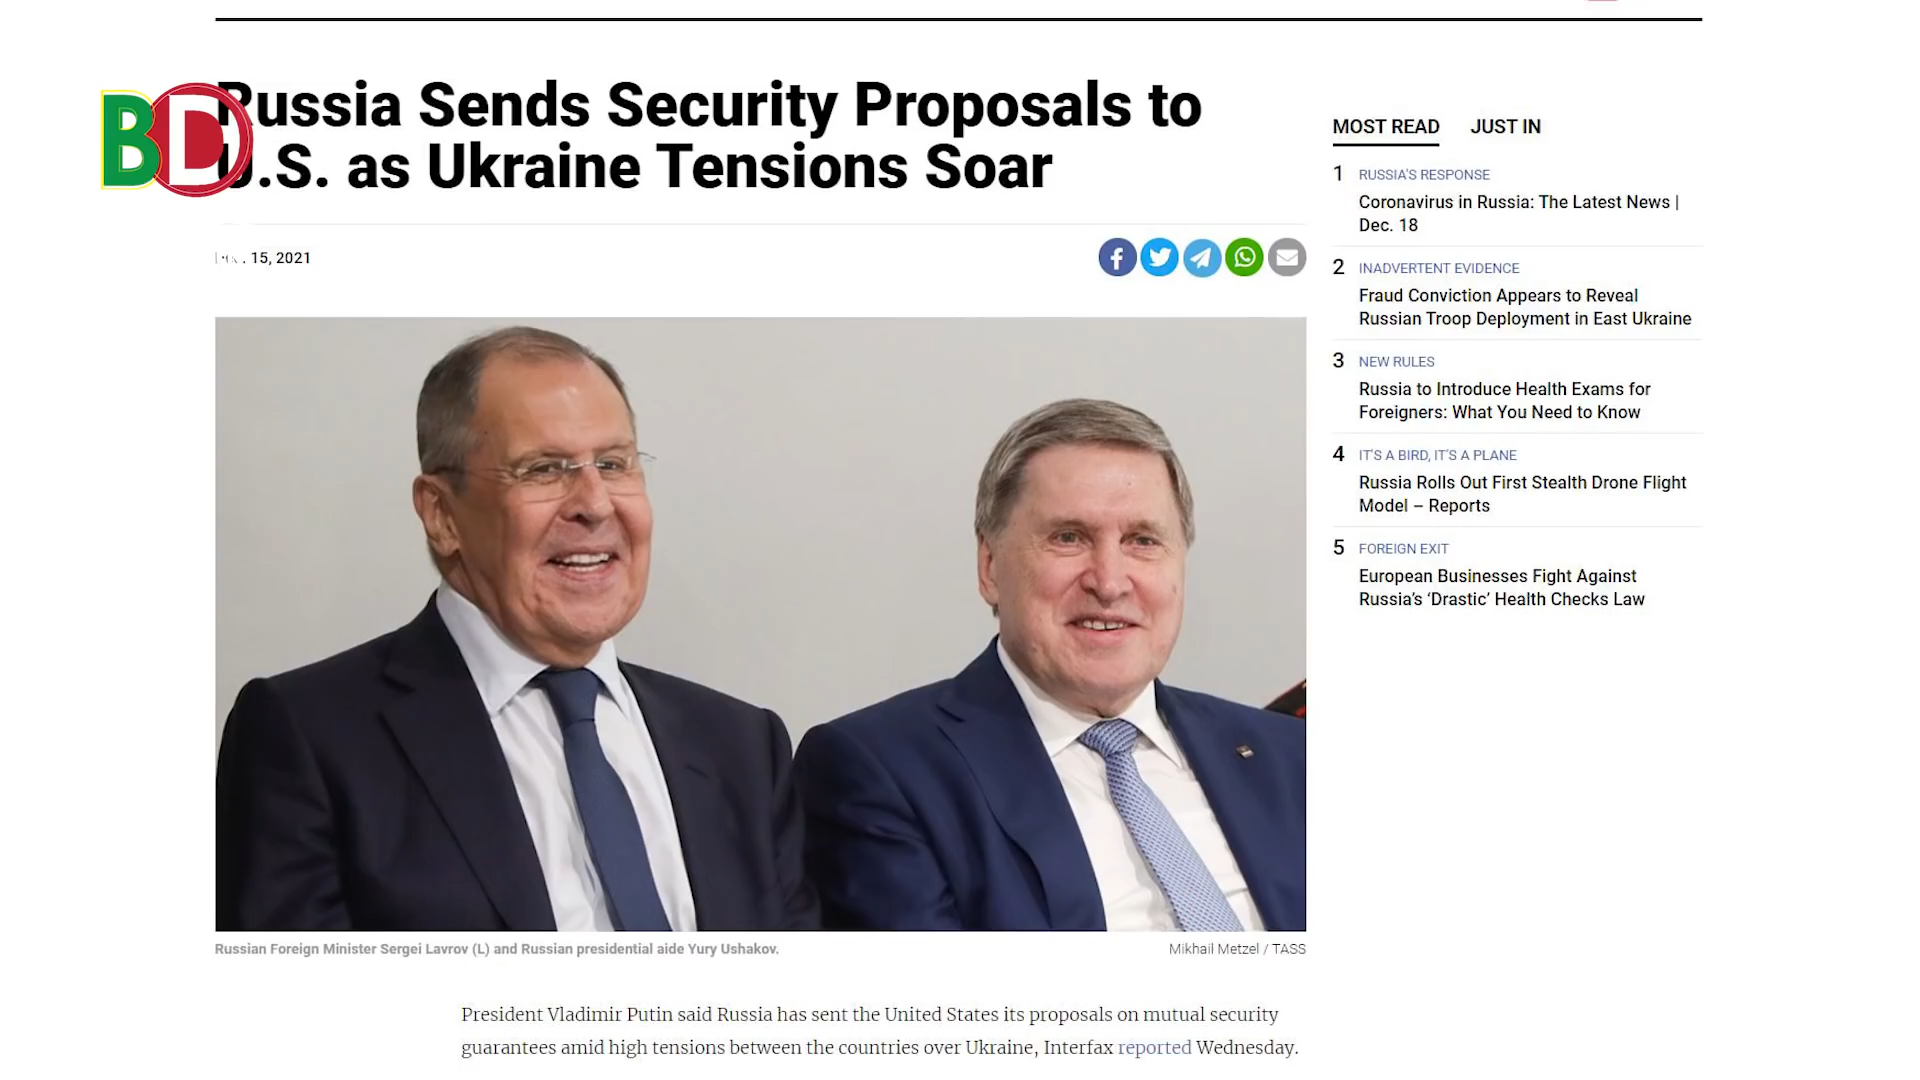 BD
Russia Sends Security Proposals to
U.S. as Ukraine Tensions Soar
15, 2021
MOST READ JUST IN
1 RUSSIA'S RESPONSE
Coronavirus in Russia: The Latest News |
Dec. 18
2 INADVERTENT EVIDENCE
Fraud Conviction Appears to Reveal
Russian Troop Deployment in East Ukraine
3 NEW RULES
Russia to Introduce Health Exams for
Foreigners: What You Need to Know
4 IT'S A BIRD, IT'S A PLANE
Russia Rolls Out First Stealth Drone Flight
Model – Reports
5 FOREIGN EXIT
European Businesses Fight Against
Russia's ‘Drastic’ Health Checks Law
Russian Foreign Minister Sergei Lavrov (L) and Russian presidential aide Yury Ushakov.
Mikhail Metzel / TASS
President Vladimir Putin said Russia has sent the United States its proposals on mutual security
guarantees amid high tensions between the countries over Ukraine, Interfax reported Wednesday.